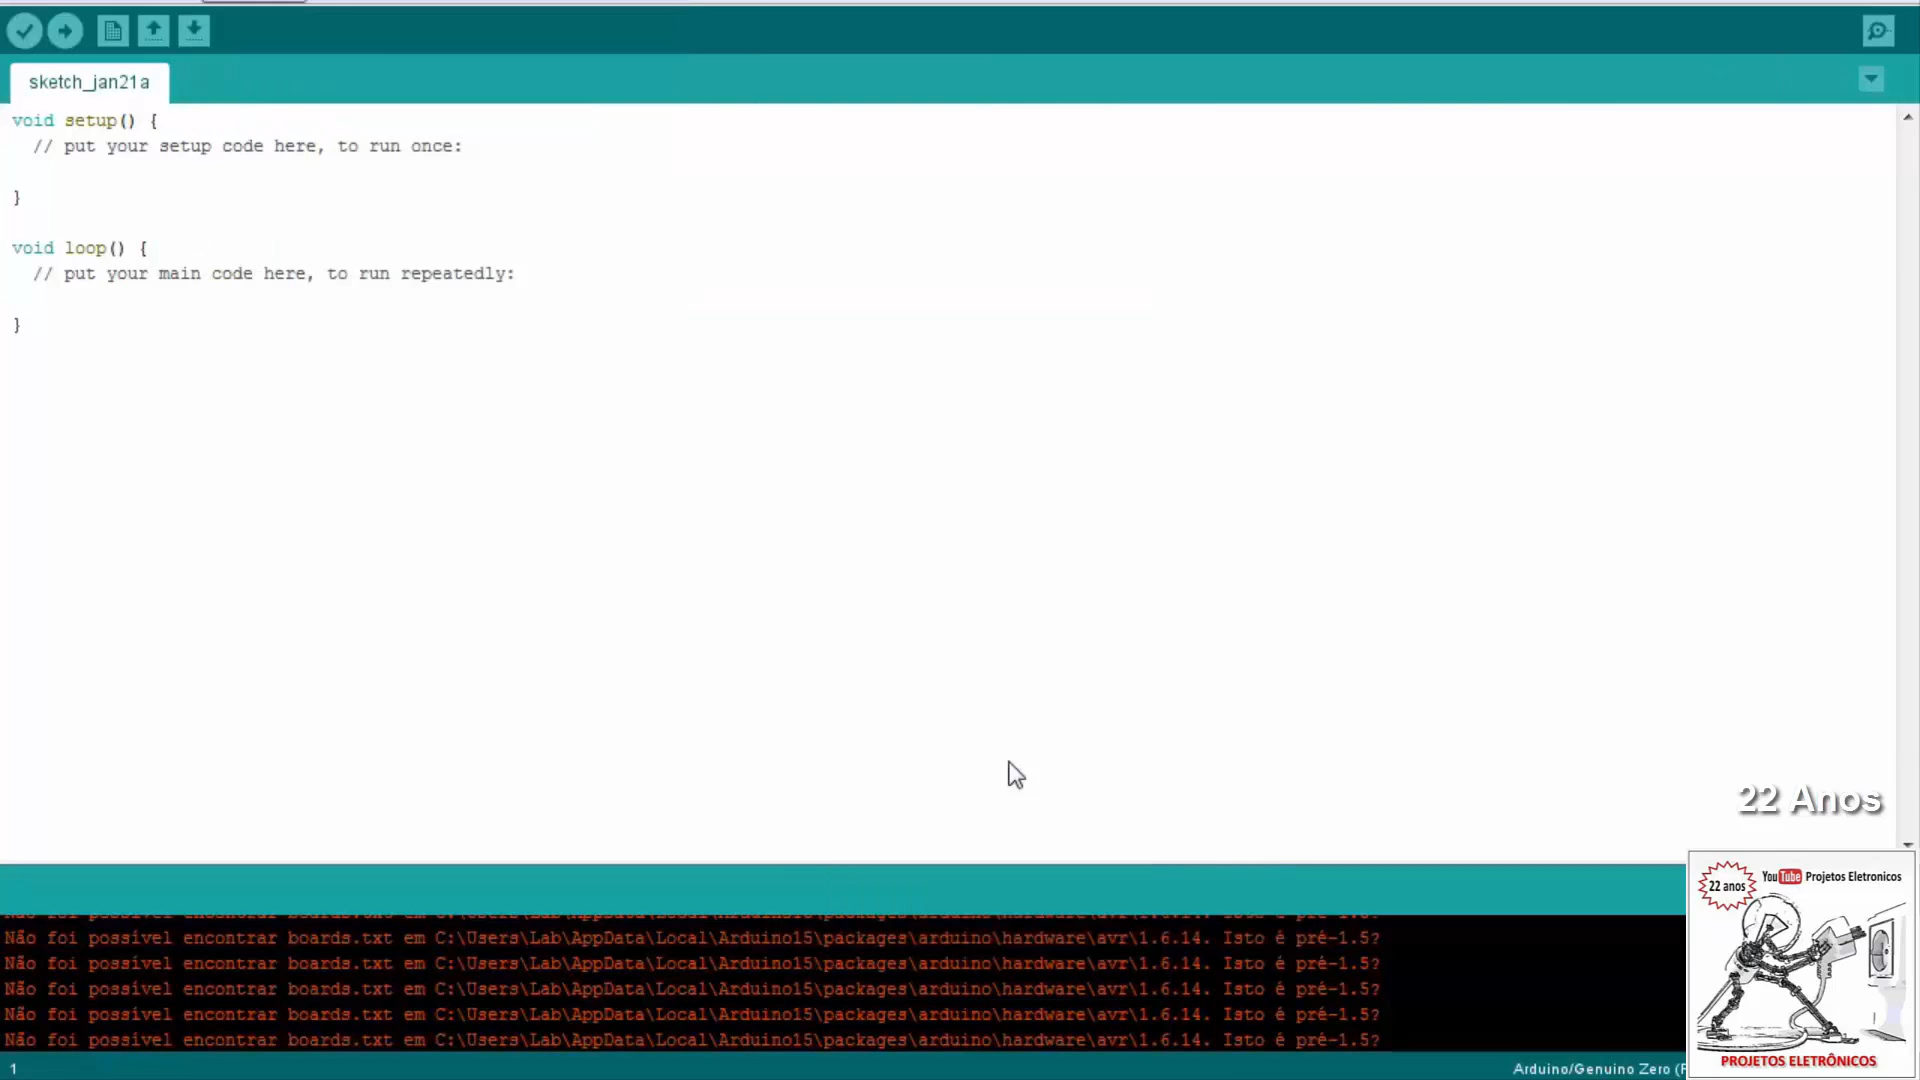 sketch_jan21a
void setup() {
// put your setup code here, to run once:
}
void loop() {
// put your main code here, to run repeatedly:
}
22 Anos
22 anos
YouTube Projetos Eletronicos
PROJETOS ELETRÔNICOS
Não foi possível encontrar boards.txt em C:\Users\Lab\AppData\Local\Arduino15\packages\arduino\hardware\avr\1.6.14. Isto é pré-1.5?
Não foi possível encontrar boards.txt em C:\Users\Lab\AppData\Local\Arduino15\packages\arduino\hardware\avr\1.6.14. Isto é pré-1.5?
Não foi possível encontrar boards.txt em C:\Users\Lab\AppData\Local\Arduino15\packages\arduino\hardware\avr\1.6.14. Isto é pré-1.5?
Não foi possível encontrar boards.txt em C:\Users\Lab\AppData\Local\Arduino15\packages\arduino\hardware\avr\1.6.14. Isto é pré-1.5?
Não foi possível encontrar boards.txt em C:\Users\Lab\AppData\Local\Arduino15\packages\arduino\hardware\avr\1.6.14. Isto é pré-1.5?
1
Arduino/Genuino Zero (